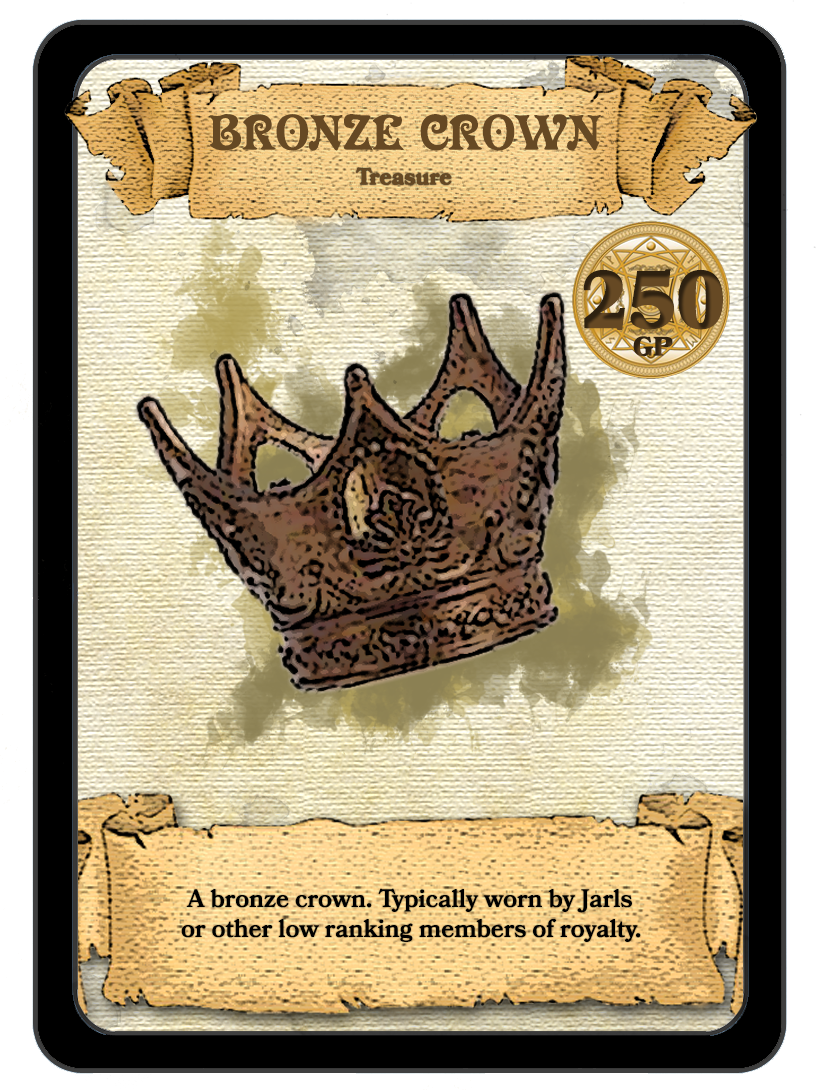 BRONZE CROWN
Treasure
250
GP
A bronze crown. Typically worn by Jarls
or other low ranking members of royalty.